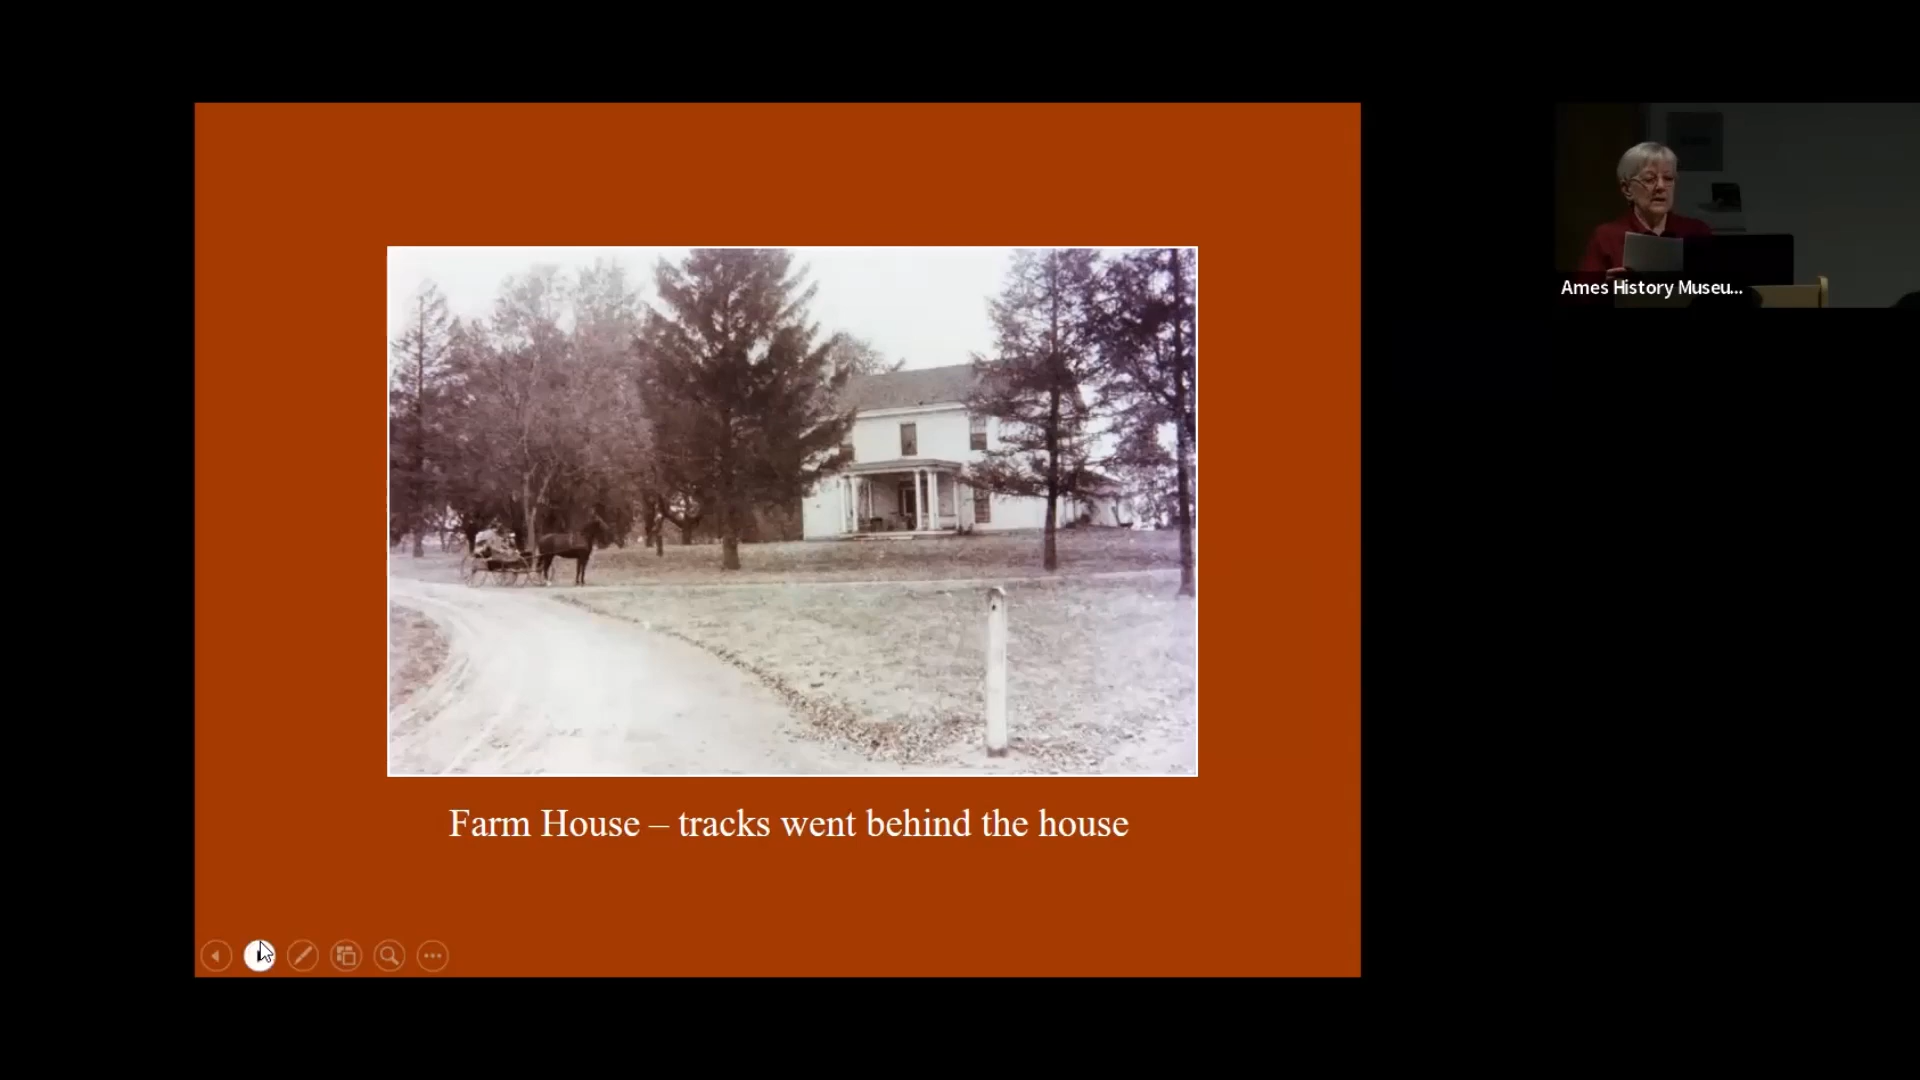 Ames History Museu...
Farm House – tracks went behind the house